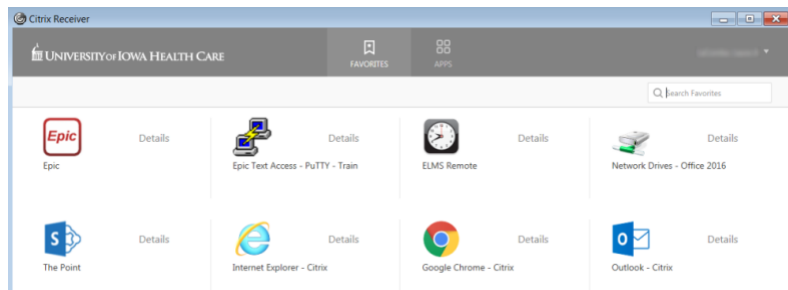 Citrix Receiver
UNIVERSITY OF IOWA HEALTH CARE
FAVORITES
APPS
Search Favorites
Epic
Details
Details
Details
Details
Epic
Epic Text Access - PuTTY - Train
ELMS Remote
Network Drives - Office 2016
S
Details
Details
Details
Details
The Point
Internet Explorer - Citrix
Google Chrome - Citrix
Outlook - Citrix